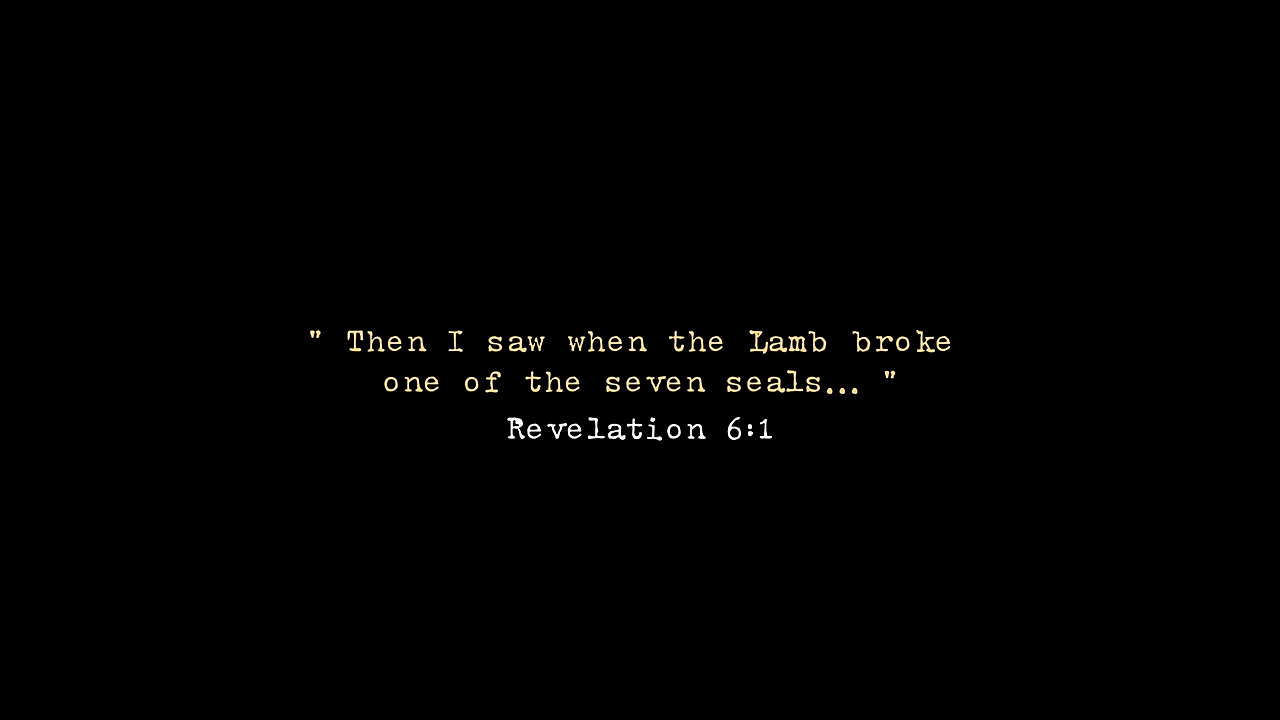 " Then I saw when the Lamb broke
one of the seven seals... "
Revelation 6:1